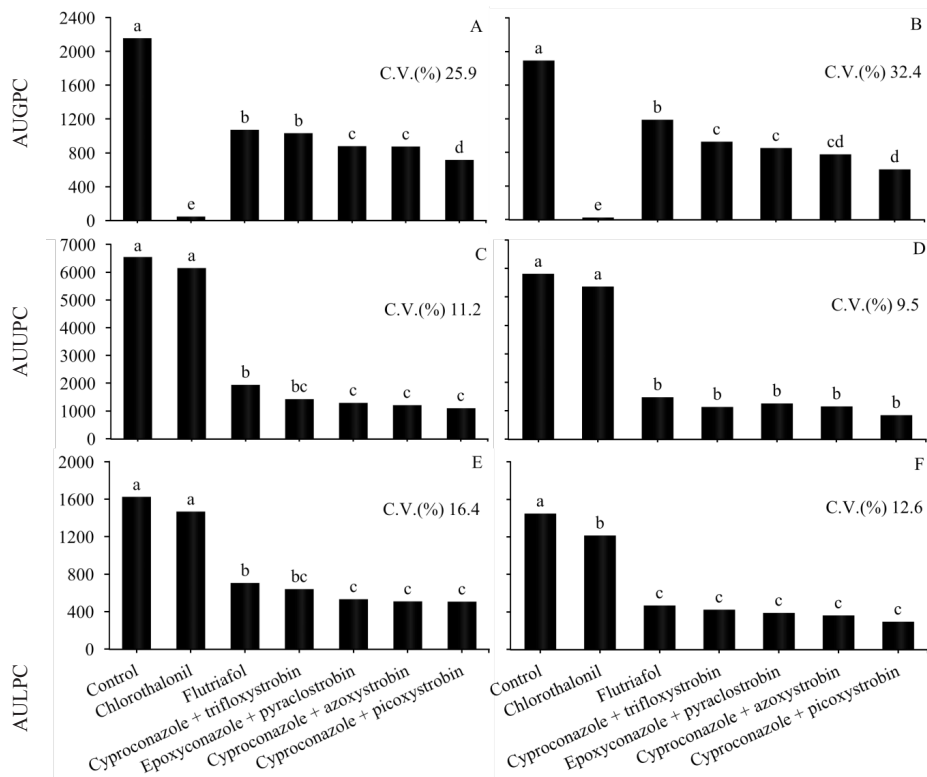 AUGPC
2400
2000
1600
1200
800
400
0
A
C.V.(%) 25.9
a
e
b
b
c
c
d
B
C.V.(%) 32.4
a
e
b
c
c
cd
d
AUUPC
7000
6000
5000
4000
3000
2000
1000
0
C
C.V.(%) 11.2
a
a
b
bc
c
c
c
D
C.V.(%) 9.5
a
a
b
b
b
b
b
AULPC
2000
1600
1200
800
400
0
E
C.V.(%) 16.4
a
a
b
bc
c
c
c
F
C.V.(%) 12.6
a
b
c
c
c
c
c
Control
Chlorothalonil
Flutriafol
Cyproconazole + trifloxystrobin
Epoxyconazole + pyraclostrobin
Cyproconazole + azoxystrobin
Cyproconazole + picoxystrobin
Control
Chlorothalonil
Flutriafol
Cyproconazole + trifloxystrobin
Epoxyconazole + pyraclostrobin
Cyproconazole + azoxystrobin
Cyproconazole + picoxystrobin